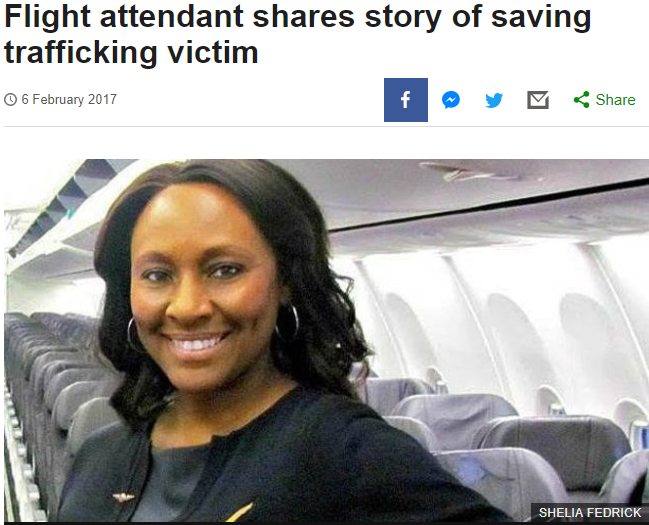 Flight attendant shares story of saving
trafficking victim
6 February 2017
f
Share
SHELIA FEDRICK